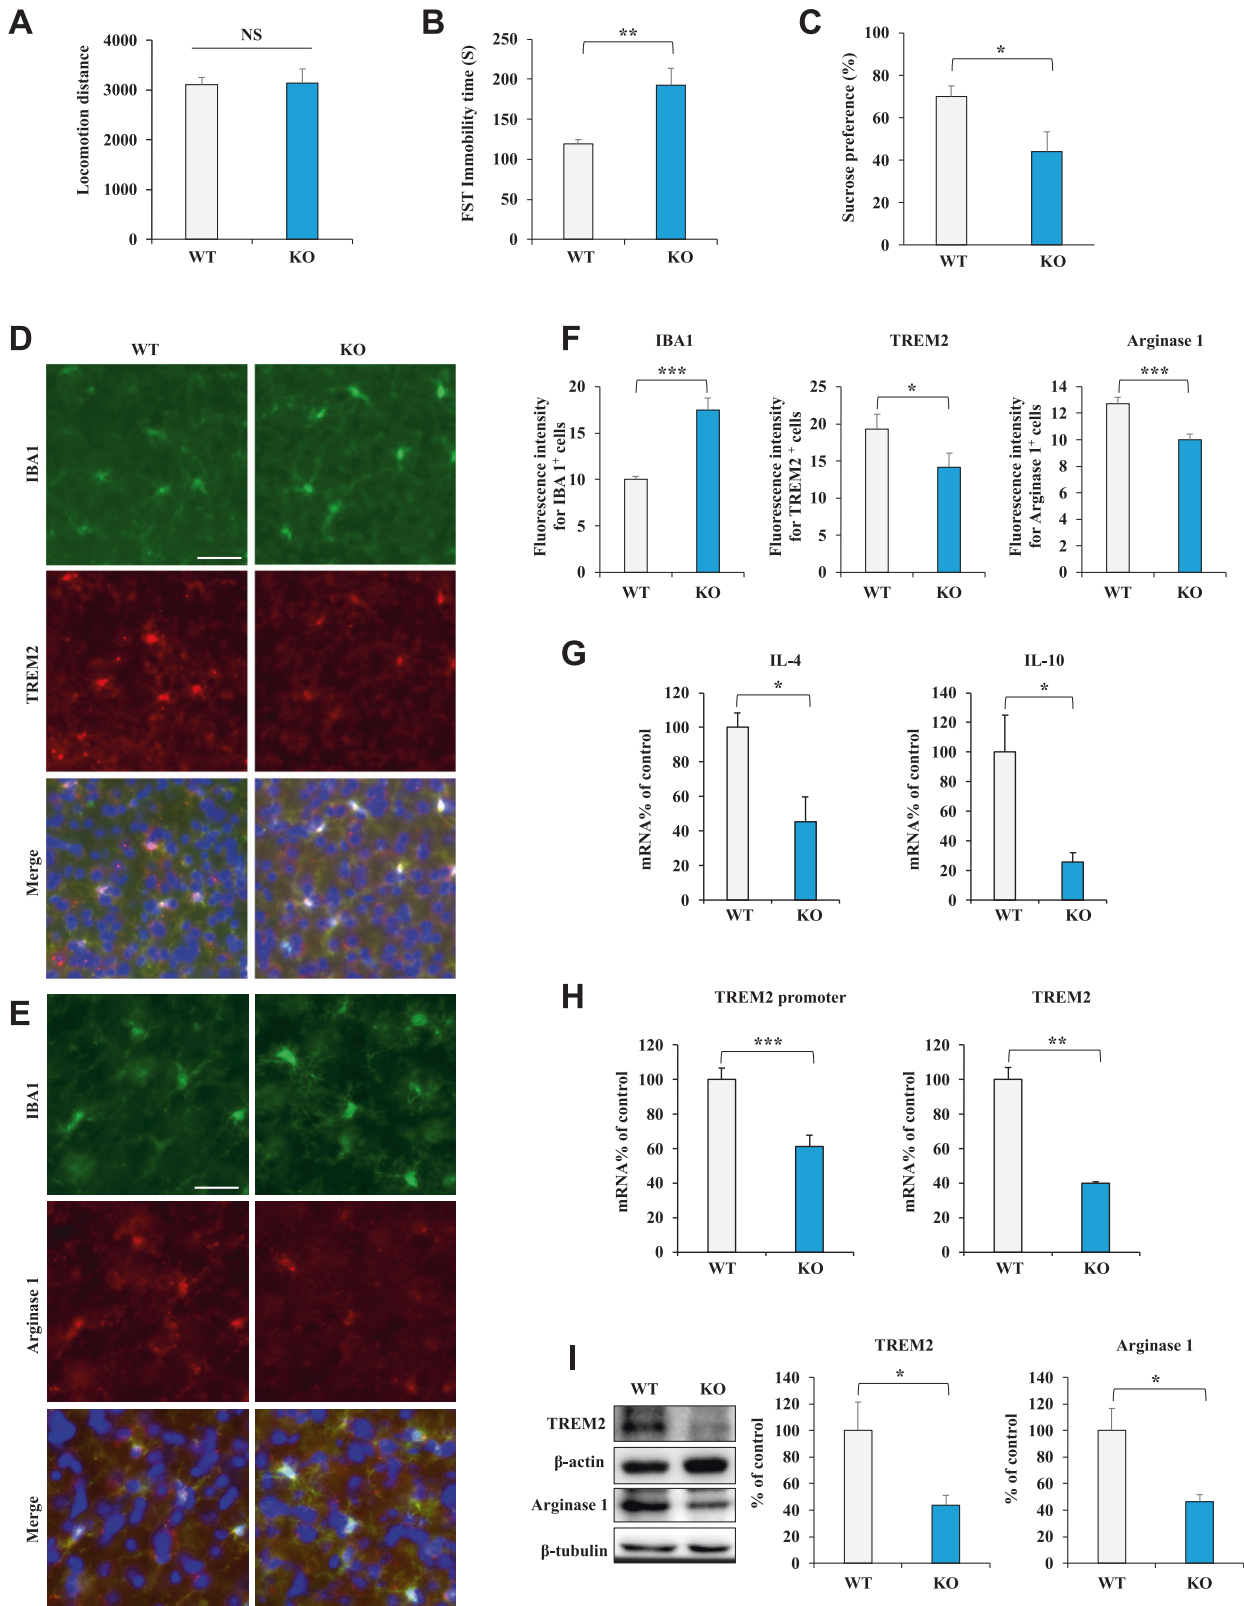 A
Locomotion distance
4000
3000
2000
1000
0
NS
WT KO
B
FST Immobility time (S)
250
200
150
100
50
0
**
WT KO
C
Sucrose preference (%)
100
80
60
40
20
0
*
WT KO
D
WT KO
IBA1
TREM2
Merge
E
IBA1
Arginase 1
Merge
F
IBA1
Fluorescence intensity
for IBA 1+ cells
20
15
10
5
0
***
WT KO
TREM2
Fluorescence intensity
for TREM2 + cells
25
20
15
10
5
0
*
WT KO
Arginase 1
Fluorescence intensity
for Arginase 1+ cells
14
12
10
8
6
4
2
0
***
WT KO
G
IL-4
mRNA% of control
120
100
80
60
40
20
0
*
WT KO
IL-10
mRNA% of control
140
120
100
80
60
40
20
0
*
WT KO
H
TREM2 promoter
mRNA% of control
120
100
80
60
40
20
0
***
WT KO
TREM2
mRNA% of control
120
100
80
60
40
20
0
**
WT KO
I
WT KO
TREM2
β-actin
Arginase 1
β-tubulin
TREM2
% of control
140
120
100
80
60
40
20
0
*
WT KO
Arginase 1
% of control
140
120
100
80
60
40
20
0
*
WT KO